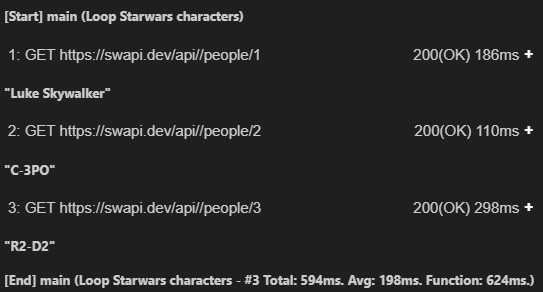 [Start] main (Loop Starwars characters)
1: GET https://swapi.dev/api//people/1 200(OK) 186ms +
"Luke Skywalker"
2: GET https://swapi.dev/api//people/2 200(OK) 110ms +
"C-3PO"
3: GET https://swapi.dev/api//people/3 200(OK) 298ms +
"R2-D2"
[End] main (Loop Starwars characters - #3 Total: 594ms. Avg: 198ms. Function: 624ms.)